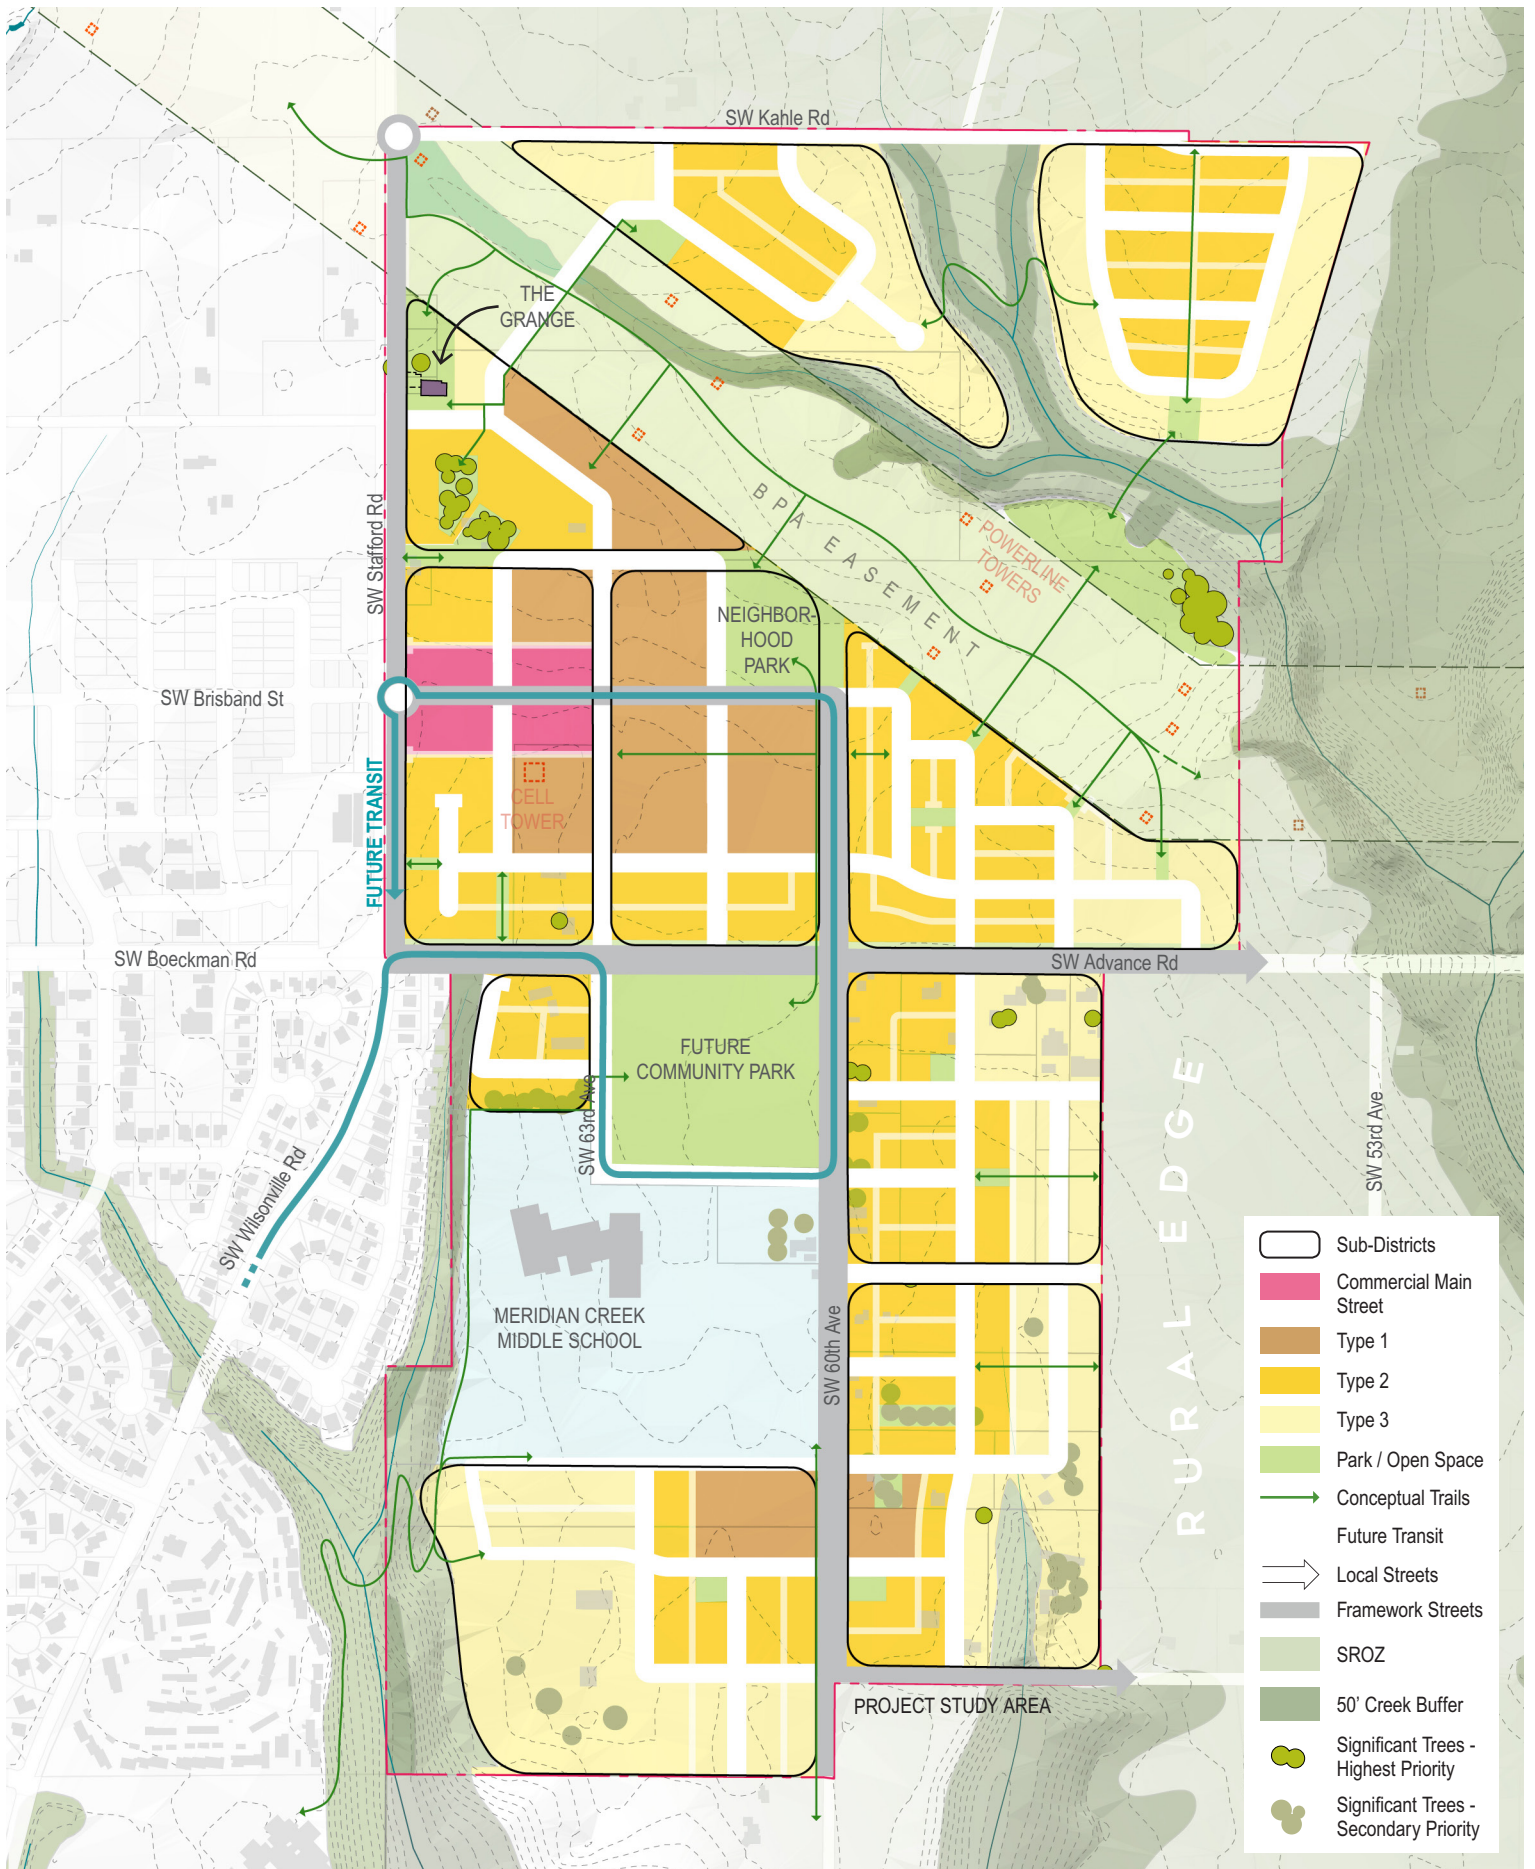 SW Kahle Rd
THE
GRANGE
SW Stafford Rd
BPA EASEMENT
POWERLINE
TOWERS
NEIGHBOR-
HOOD
PARK
SW Brisband St
FUTURE TRANSIT
CELL
TOWER
SW Boeckman Rd
SW Advance Rd
FUTURE
COMMUNITY PARK
SW 63rd Ave
SW Wilsonville Rd
RURAL EDGE
SW 53rd Ave
MERIDIAN CREEK
MIDDLE SCHOOL
SW 60th Ave
PROJECT STUDY AREA
Sub-Districts
Commercial Main
Street
Type 1
Type 2
Type 3
Park / Open Space
Conceptual Trails
Future Transit
Local Streets
Framework Streets
SROZ
50' Creek Buffer
Significant Trees -
Highest Priority
Significant Trees -
Secondary Priority